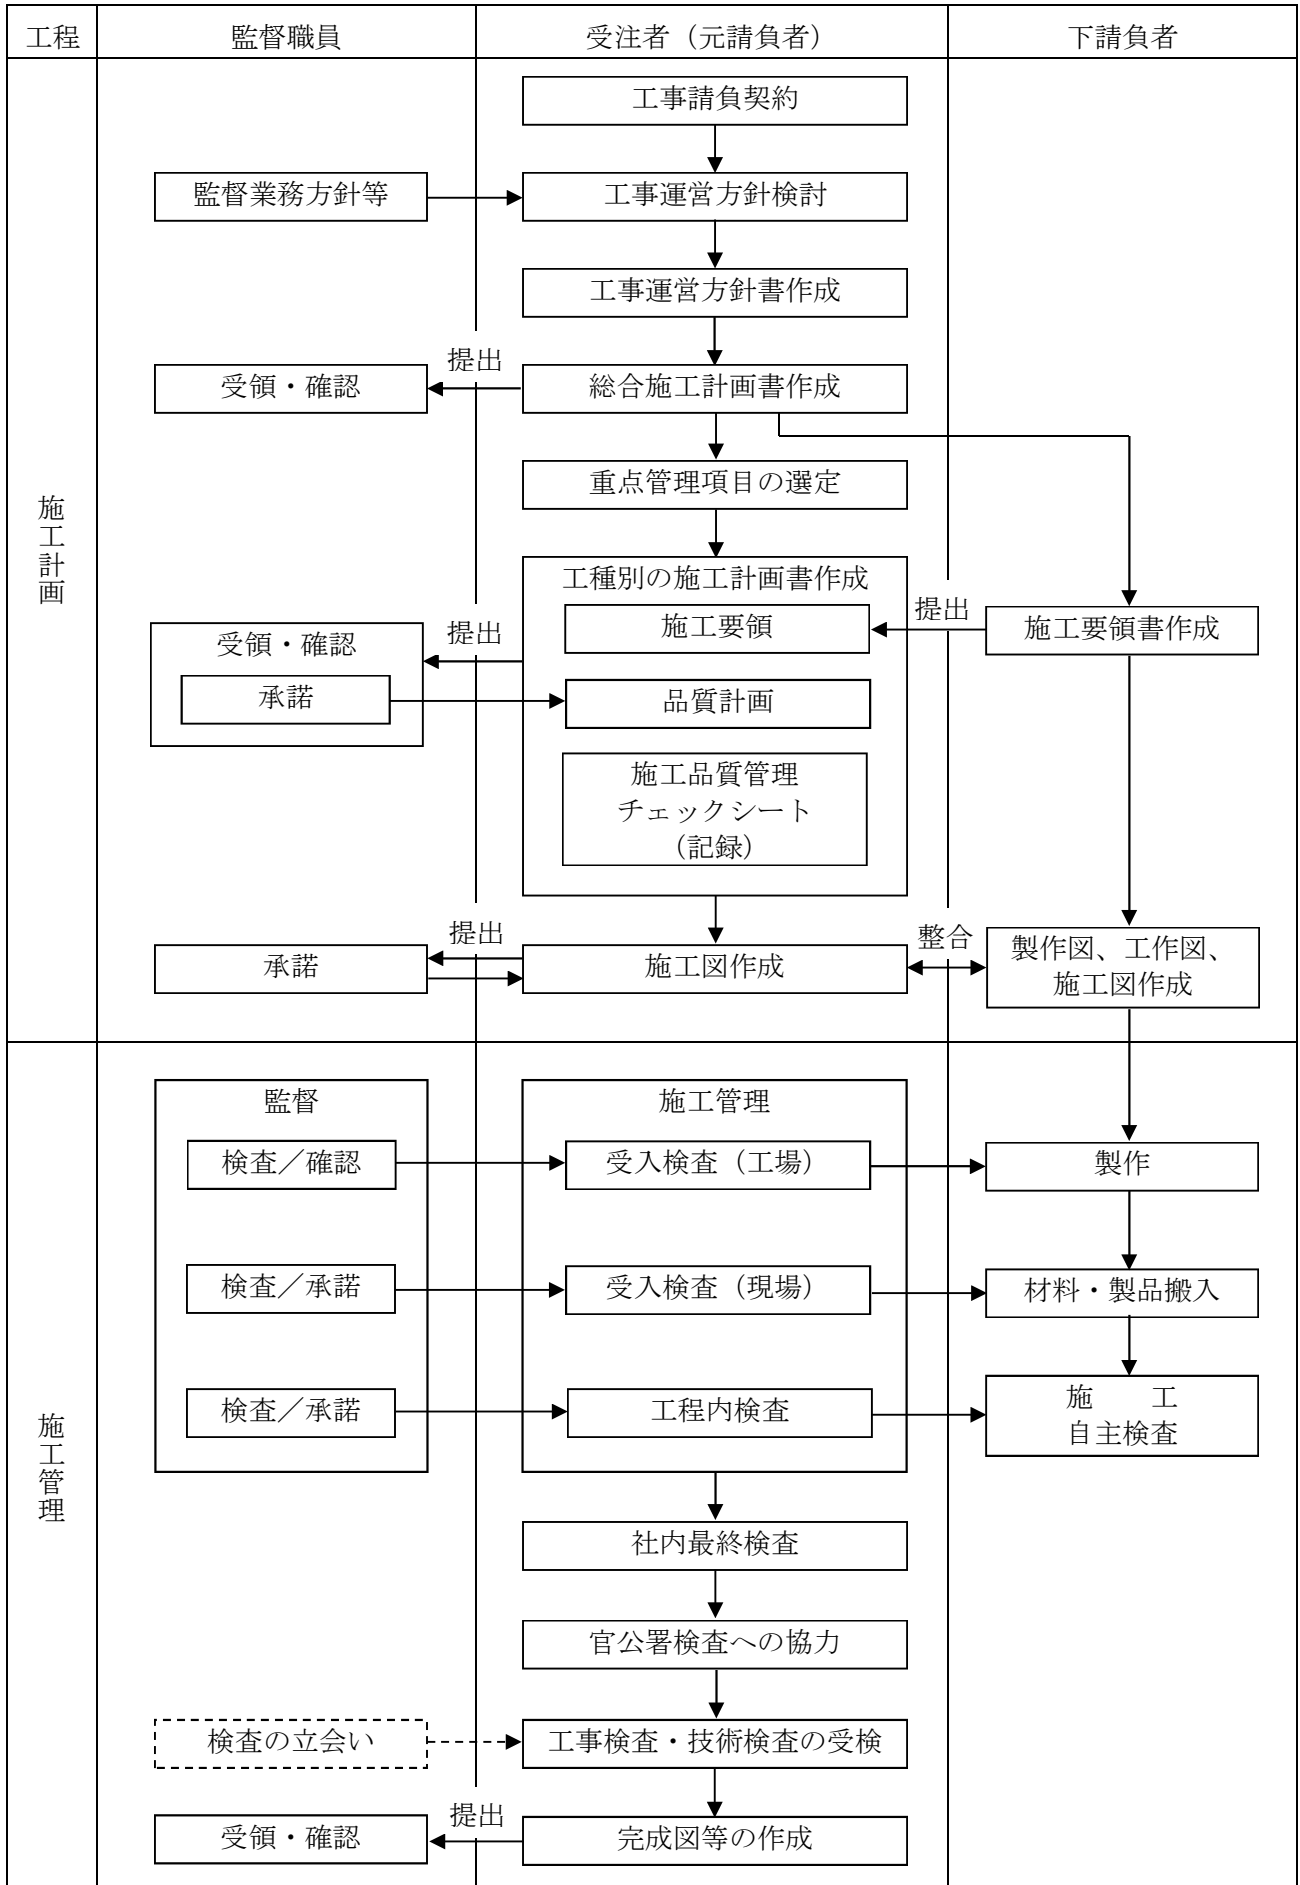 工程
監督職員
受注者（元請負者）
下請負者
工事請負契約
監督業務方針等
工事運営方針検討
工事運営方針書作成
提出
受領・確認
総合施工計画書作成
重点管理項目の選定
施工計画
工種別の施工計画書作成
施工要領
提出
施工要領書作成
提出
受領・確認
承諾
品質計画
施工品質管理
チェックシート
（記録）
提出
整合
承諾
施工図作成
製作図、工作図、
施工図作成
監督
施工管理
検査／確認
受入検査（工場）
製作
検査／承諾
受入検査（現場）
材料・製品搬入
検査／承諾
工程内検査
施　　工
自主検査
施工管理
社内最終検査
官公署検査への協力
検査の立会い
工事検査・技術検査の受検
提出
受領・確認
完成図等の作成